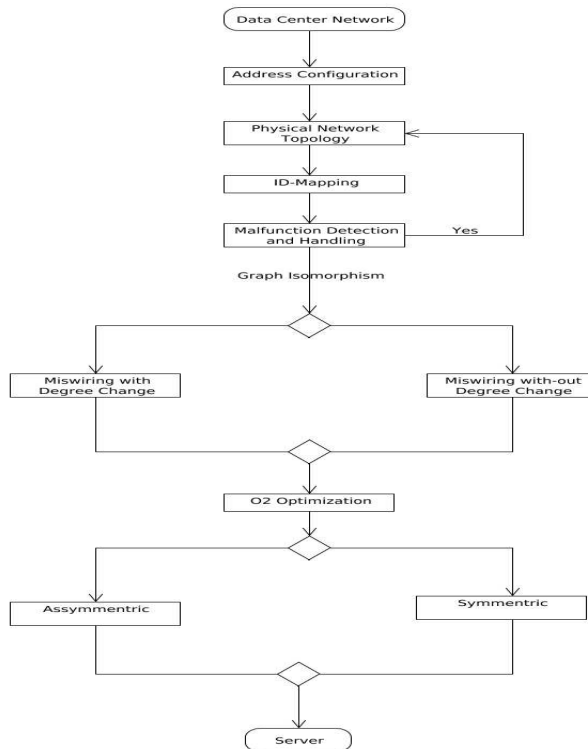 Data Center Network
Address Configuration
Physical Network
Topology
ID-Mapping
Malfunction Detection
and Handling
Yes
Graph Isomorphism
Miswiring with
Degree Change
Miswiring with-out
Degree Change
O2 Optimization
Assymmentric
Symmentric
Server